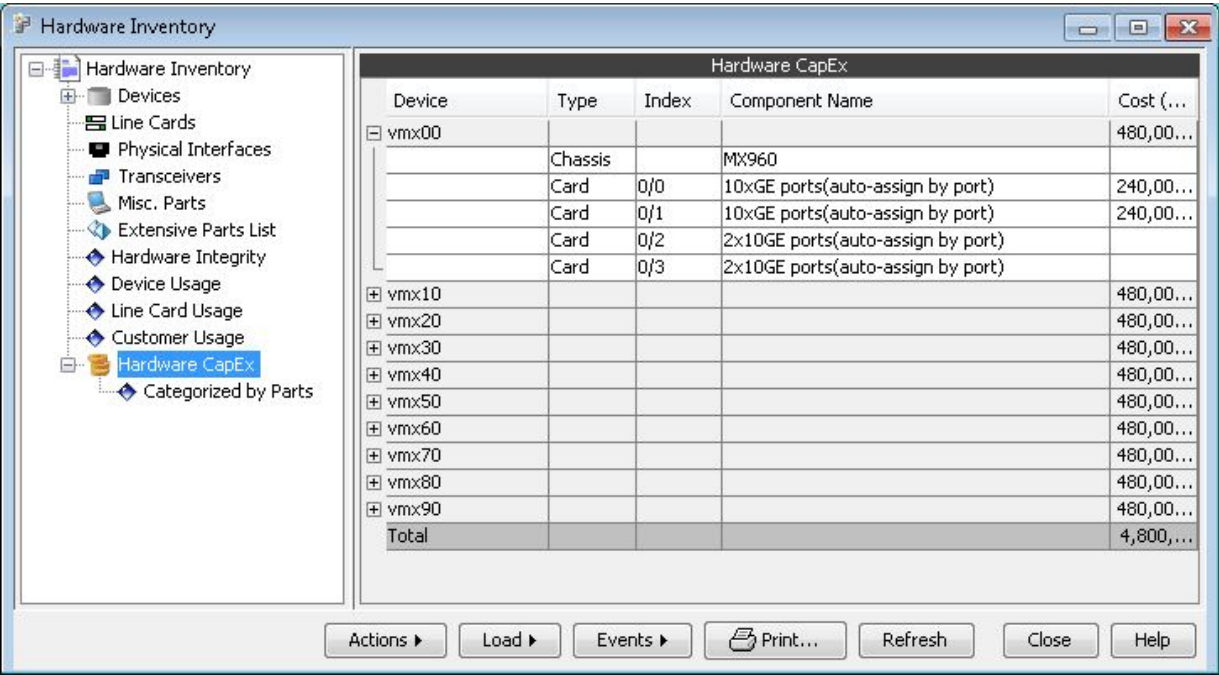 Hardware Inventory
Hardware Inventory
Devices
Line Cards
Physical Interfaces
Transceivers
Misc. Parts
Extensive Parts List
Hardware Integrity
Device Usage
Line Card Usage
Customer Usage
Hardware CapEx
Categorized by Parts
Hardware CapEx
Device Type Index Component Name Cost (...
vmx00 480,00...
Chassis MX960
Card 0/0 10xGE ports(auto-assign by port) 240,00...
Card 0/1 10xGE ports(auto-assign by port) 240,00...
Card 0/2 2x10GE ports(auto-assign by port)
Card 0/3 2x10GE ports(auto-assign by port)
vmx10 480,00...
vmx20 480,00...
vmx30 480,00...
vmx40 480,00...
vmx50 480,00...
vmx60 480,00...
vmx70 480,00...
vmx80 480,00...
vmx90 480,00...
Total 4,800,...
Actions Load Events Print... Refresh Close Help